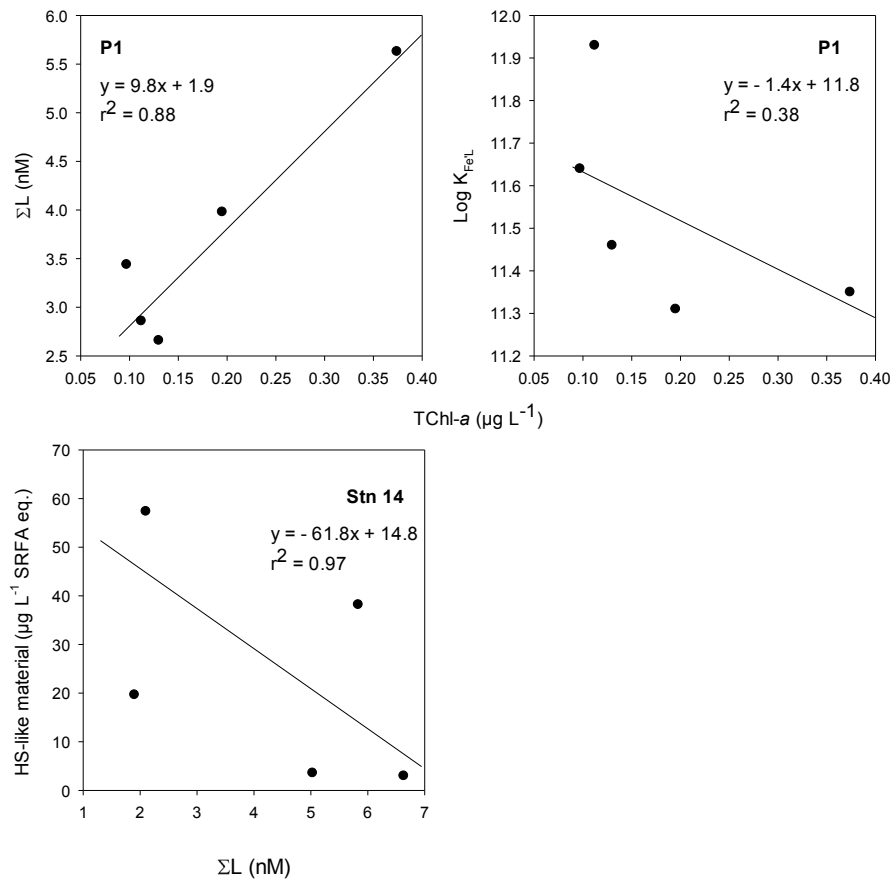 P1
y = 9.8x + 1.9
r² = 0.88
ΣL (nM)
6.0
5.5
5.0
4.5
4.0
3.5
3.0
2.5
0.05 0.10 0.15 0.20 0.25 0.30 0.35 0.40
P1
y = - 1.4x + 11.8
r² = 0.38
Log K_Fe'L
12.0
11.9
11.8
11.7
11.6
11.5
11.4
11.3
11.2
0.05 0.10 0.15 0.20 0.25 0.30 0.35 0.40
TChl-a (µg L⁻¹)
Stn 14
y = - 61.8x + 14.8
r² = 0.97
HS-like material (µg L⁻¹ SRFA eq.)
70
60
50
40
30
20
10
0
1 2 3 4 5 6 7
ΣL (nM)